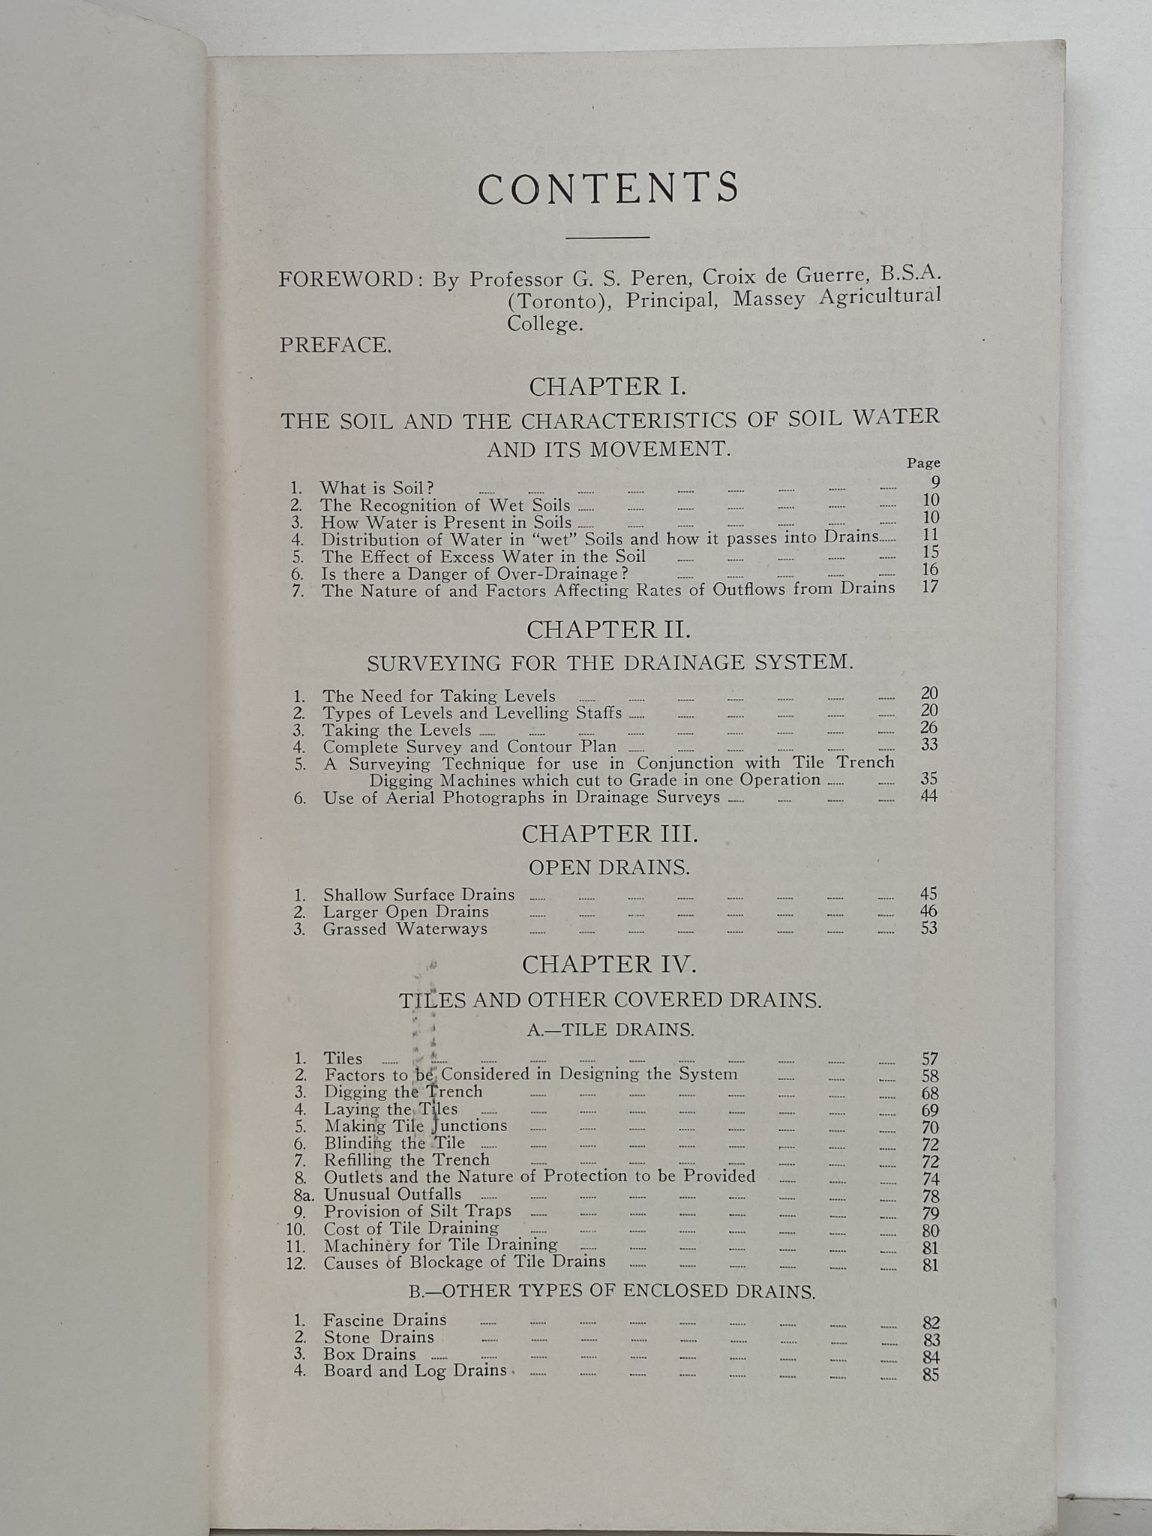 CONTENTS
FOREWORD: By Professor G. S. Peren, Croix de Guerre, B.S.A.
(Toronto), Principal, Massey Agricultural
College.
PREFACE.
CHAPTER I.
THE SOIL AND THE CHARACTERISTICS OF SOIL WATER
AND ITS MOVEMENT.
Page
1. What is Soil? 9
2. The Recognition of Wet Soils 10
3. How Water is Present in Soils 10
4. Distribution of Water in "wet" Soils and how it passes into Drains 11
5. The Effect of Excess Water in the Soil 15
6. Is there a Danger of Over-Drainage? 16
7. The Nature of and Factors Affecting Rates of Outflows from Drains 17
CHAPTER II.
SURVEYING FOR THE DRAINAGE SYSTEM.
1. The Need for Taking Levels 20
2. Types of Levels and Levelling Staffs 20
3. Taking the Levels 26
4. Complete Survey and Contour Plan 33
5. A Surveying Technique for use in Conjunction with Tile Trench
Digging Machines which cut to Grade in one Operation 35
6. Use of Aerial Photographs in Drainage Surveys 44
CHAPTER III.
OPEN DRAINS.
1. Shallow Surface Drains 45
2. Larger Open Drains 46
3. Grassed Waterways 53
CHAPTER IV.
TILES AND OTHER COVERED DRAINS.
A.—TILE DRAINS.
1. Tiles 57
2. Factors to be Considered in Designing the System 58
3. Digging the Trench 68
4. Laying the Tiles 69
5. Making Tile Junctions 70
6. Blinding the Tile 72
7. Refilling the Trench 72
8. Outlets and the Nature of Protection to be Provided 74
8a. Unusual Outfalls 78
9. Provision of Silt Traps 79
10. Cost of Tile Draining 80
11. Machinery for Tile Draining 81
12. Causes of Blockage of Tile Drains 81
B.—OTHER TYPES OF ENCLOSED DRAINS.
1. Fascine Drains 82
2. Stone Drains 83
3. Box Drains 84
4. Board and Log Drains 85